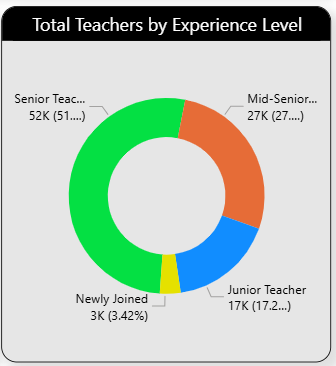 Total Teachers by Experience Level
Senior Teac...
52K (51....)
Mid-Senior...
27K (27....)
Junior Teacher
17K (17.2...)
Newly Joined
3K (3.42%)